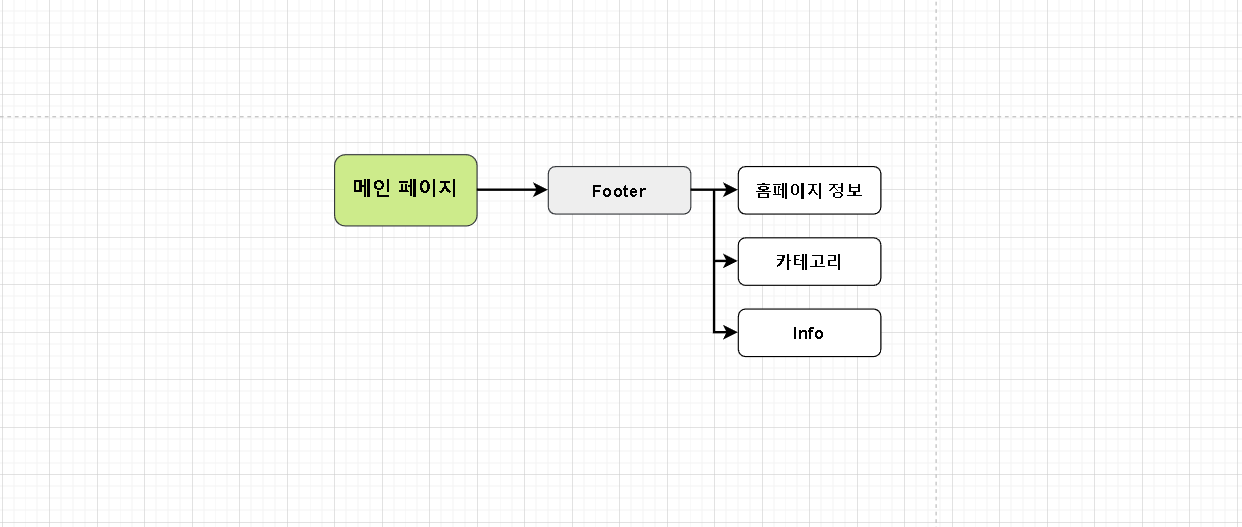 메인 페이지
Footer
홈페이지 정보
카테고리
Info